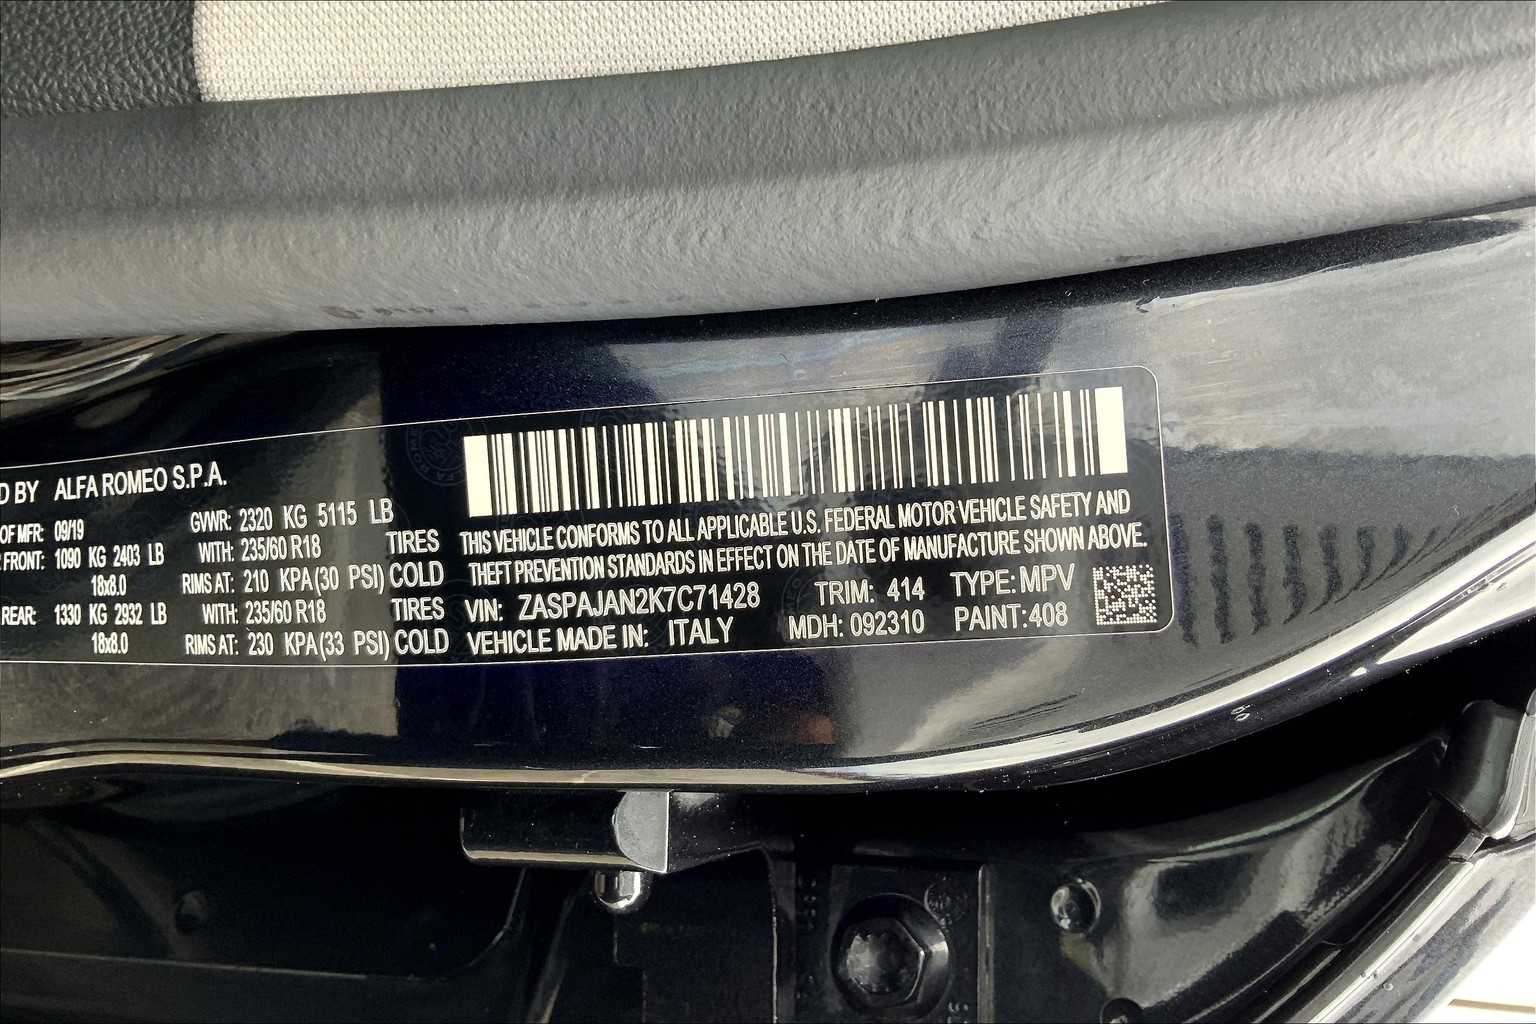 D BY ALFA ROMEO S.P.A.
OF MFR: 09/19 GVWR: 2320 KG 5115 LB
FRONT: 1090 KG 2403 LB WITH: 235/60 R18 TIRES
18x8.0 RIMS AT: 210 KPA(30 PSI) COLD
REAR: 1330 KG 2932 LB WITH: 235/60 R18 TIRES
18x8.0 RIMS AT: 230 KPA(33 PSI) COLD
THIS VEHICLE CONFORMS TO ALL APPLICABLE U.S. FEDERAL MOTOR VEHICLE SAFETY AND
THEFT PREVENTION STANDARDS IN EFFECT ON THE DATE OF MANUFACTURE SHOWN ABOVE.
VIN: ZASPAJAN2K7C71428 TRIM: 414 TYPE: MPV
VEHICLE MADE IN: ITALY MDH: 092310 PAINT: 408